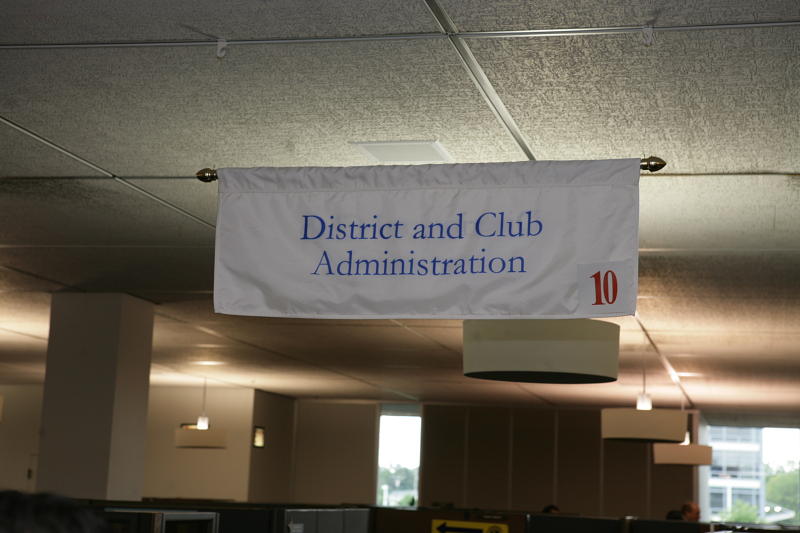 District and Club
Administration
10